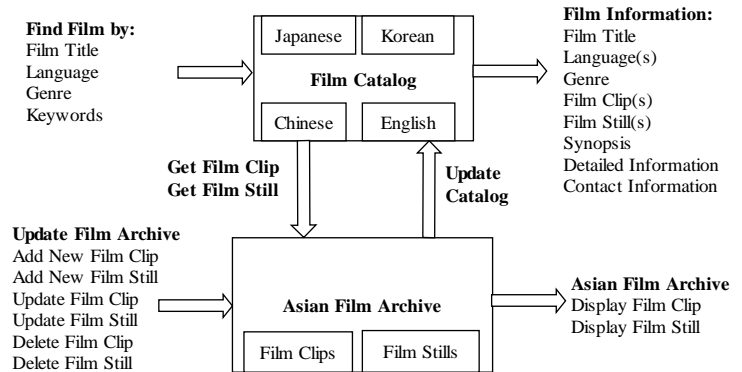 Find Film by:
Film Title
Language
Genre
Keywords
Japanese
Korean
Film Catalog
Chinese
English
Film Information:
Film Title
Language(s)
Genre
Film Clip(s)
Film Still(s)
Synopsis
Detailed Information
Contact Information
Get Film Clip
Get Film Still
Update
Catalog
Update Film Archive
Add New Film Clip
Add New Film Still
Update Film Clip
Update Film Still
Delete Film Clip
Delete Film Still
Asian Film Archive
Film Clips
Film Stills
Asian Film Archive
Display Film Clip
Display Film Still